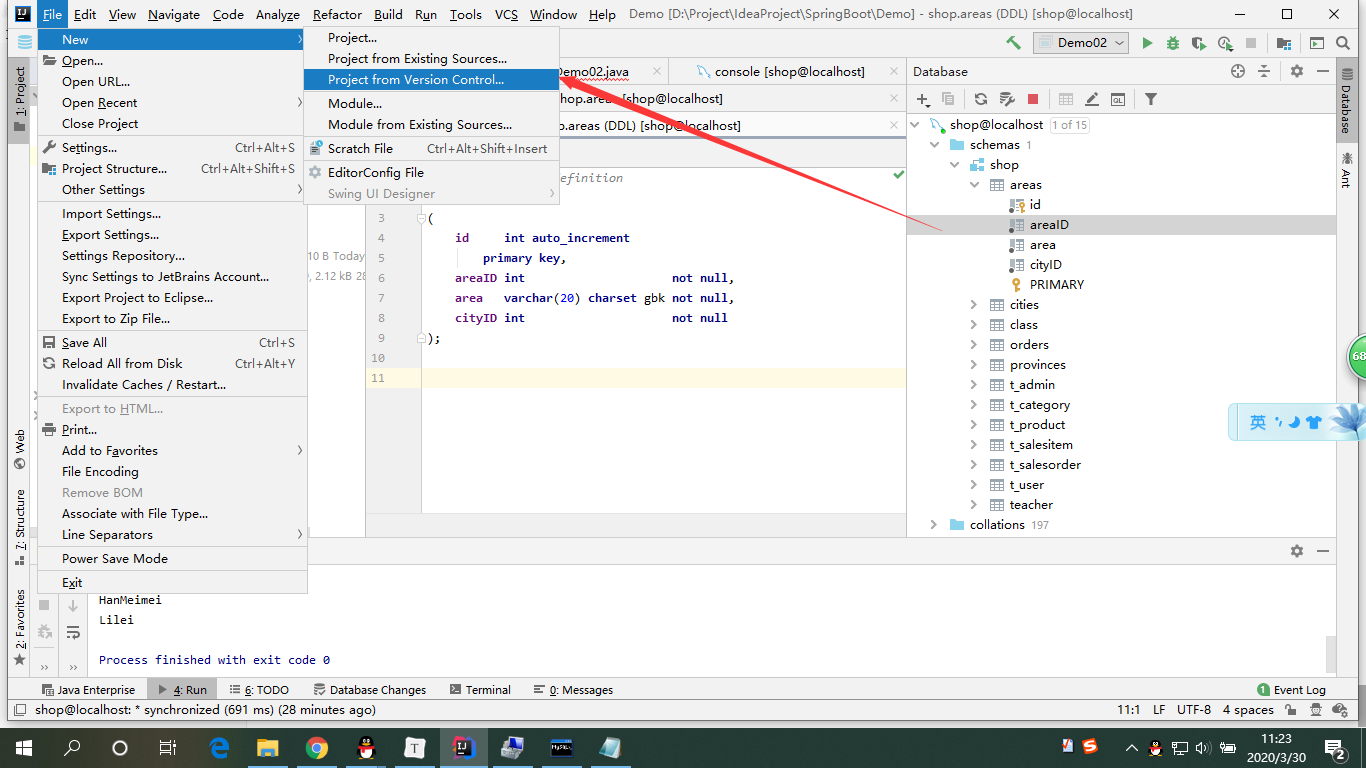 File Edit View Navigate Code Analyze Refactor Build Run Tools VCS Window Help Demo [D:\Project\IdeaProject\SpringBoot\Demo] - shop.areas (DDL) [shop@localhost]
Demo02
New
Open...
Open URL...
Open Recent
Close Project
Settings... Ctrl+Alt+S
Project Structure... Ctrl+Alt+Shift+S
Other Settings
Import Settings...
Export Settings...
Settings Repository...
Sync Settings to JetBrains Account...
Export Project to Eclipse...
Export to Zip File...
Save All Ctrl+S
Reload All from Disk Ctrl+Alt+Y
Invalidate Caches / Restart...
Export to HTML...
Print...
Add to Favorites
File Encoding
Remove BOM
Associate with File Type...
Line Separators
Power Save Mode
Exit
Project...
Project from Existing Sources...
Project from Version Control...
Module...
Module from Existing Sources...
Scratch File Ctrl+Alt+Shift+Insert
EditorConfig File
Swing UI Designer
Demo02.java
console [shop@localhost]
hop.areas [shop@localhost]
p.areas (DDL) [shop@localhost]
efinition
3 (
4 id int auto_increment
5 primary key,
6 areaID int not null,
7 area varchar(20) charset gbk not null,
8 cityID int not null
9 );
10
11
10 B Today
, 2.12 kB 28
Database
shop@localhost 1 of 15
schemas 1
shop
areas
id
areaID
area
cityID
PRIMARY
cities
class
orders
provinces
t_admin
t_category
t_product
t_salesitem
t_salesorder
t_user
teacher
collations 197
1: Project
Web
7: Structure
2: Favorites
Database
Ant
68
英
HanMeimei
Lilei
Process finished with exit code 0
Java Enterprise 4: Run 6: TODO Database Changes Terminal 0: Messages 1 Event Log
shop@localhost: * synchronized (691 ms) (28 minutes ago) 11:1 LF UTF-8 4 spaces
T
MySQL
11:23
2020/3/30
2